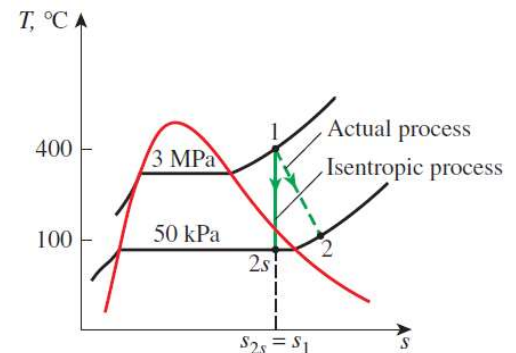 T, °C
1
Actual process
400
3 MPa
Isentropic process
50 kPa
100
2s
2
s₂ₛ = s₁
s